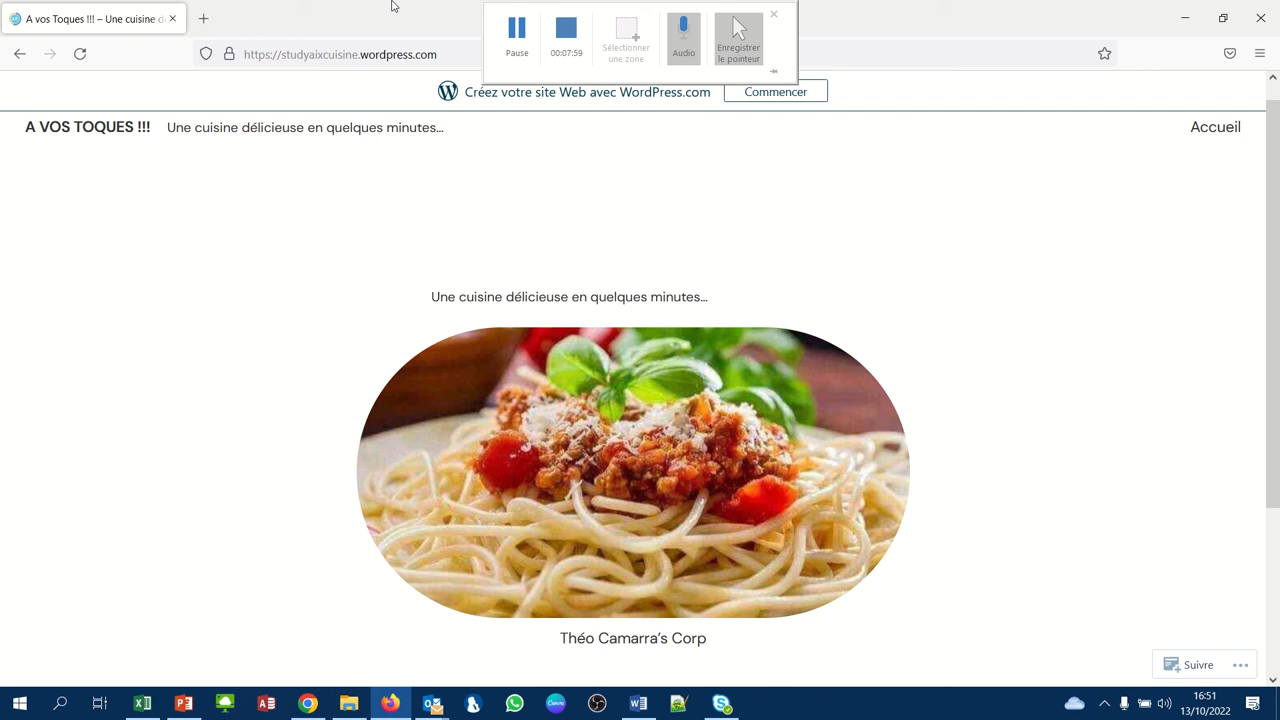 A vos Toques !!! – Une cuisine d
Pause
00:07:59
Sélectionner
une zone
Audio
Enregistrer
le pointeur
https://studyaixcuisine.wordpress.com
Créez votre site Web avec WordPress.com
Commencer
A VOS TOQUES !!!
Une cuisine délicieuse en quelques minutes…
Accueil
Une cuisine délicieuse en quelques minutes…
Théo Camarra’s Corp
Suivre
16:51
13/10/2022